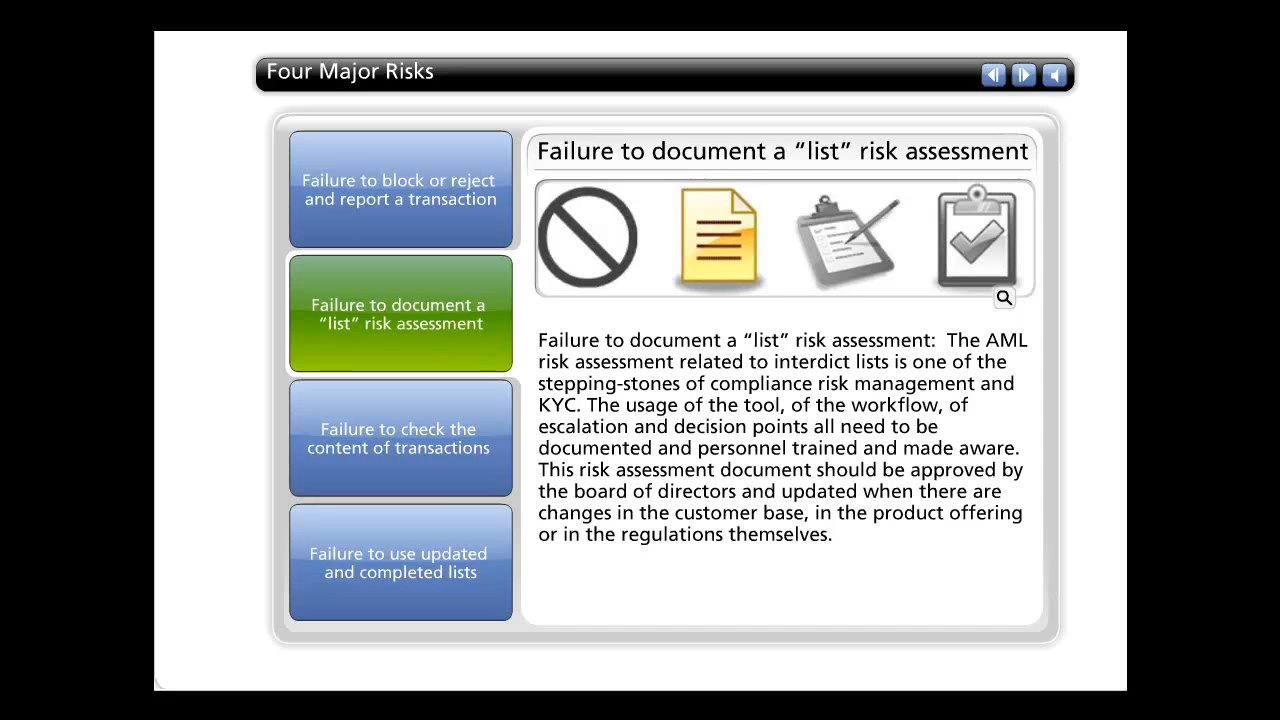 Four Major Risks
Failure to block or reject
and report a transaction
Failure to document a
“list” risk assessment
Failure to check the
content of transactions
Failure to use updated
and completed lists
Failure to document a “list” risk assessment
Failure to document a “list” risk assessment:  The AML
risk assessment related to interdict lists is one of the
stepping-stones of compliance risk management and
KYC. The usage of the tool, of the workflow, of
escalation and decision points all need to be
documented and personnel trained and made aware.
This risk assessment document should be approved by
the board of directors and updated when there are
changes in the customer base, in the product offering
or in the regulations themselves.